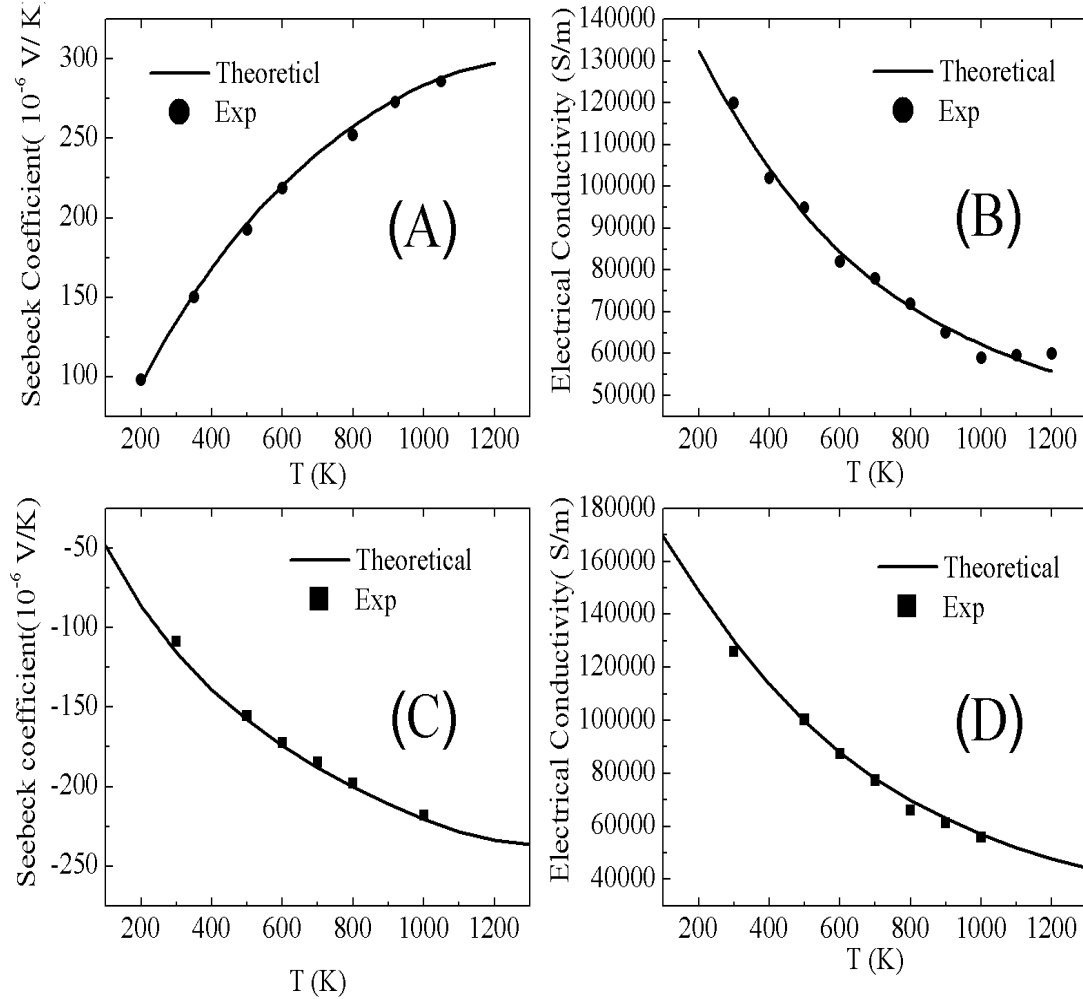 Seebeck Coefficient( 10⁻⁶ V/ K)
300
250
200
150
100
Theoreticl
Exp
(A)
200 400 600 800 1000 1200
T (K)
Electrical Conductivity (S/m)
140000
130000
120000
110000
100000
90000
80000
70000
60000
50000
Theoretical
Exp
(B)
200 400 600 800 1000 1200
T (K)
Seebeck coefficient(10⁻⁶ V/K)
-50
-100
-150
-200
-250
Theoretical
Exp
(C)
200 400 600 800 1000 1200
T (K)
Electrical Conductivity( S/m)
180000
160000
140000
120000
100000
80000
60000
40000
Theoretical
Exp
(D)
200 400 600 800 1000 1200
T (K)